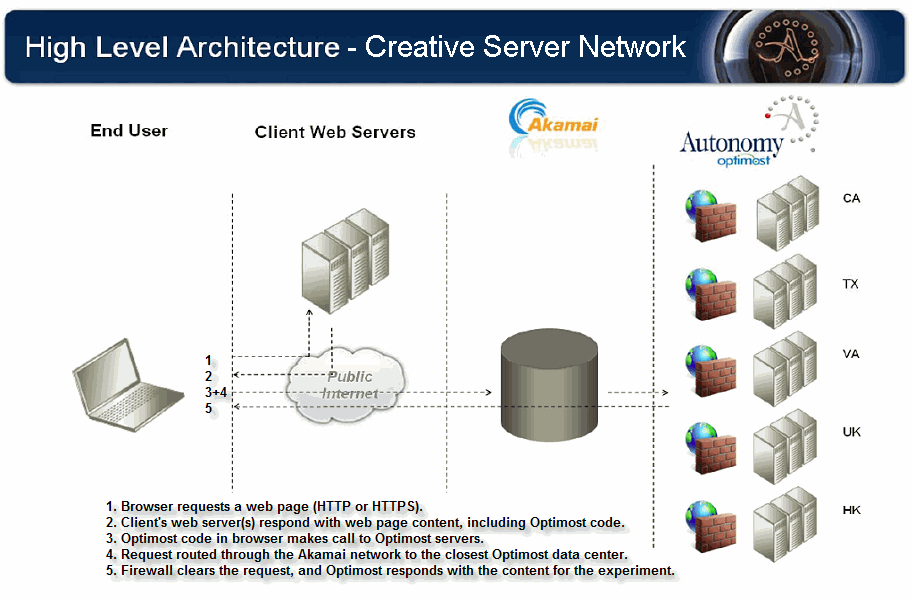 High Level Architecture - Creative Server Network
End User
Client Web Servers
Akamai
Autonomy
optimost
CA
TX
VA
UK
HK
1
2
3+4
5
Public
Internet
1. Browser requests a web page (HTTP or HTTPS).
2. Client's web server(s) respond with web page content, including Optimost code.
3. Optimost code in browser makes call to Optimost servers.
4. Request routed through the Akamai network to the closest Optimost data center.
5. Firewall clears the request, and Optimost responds with the content for the experiment.